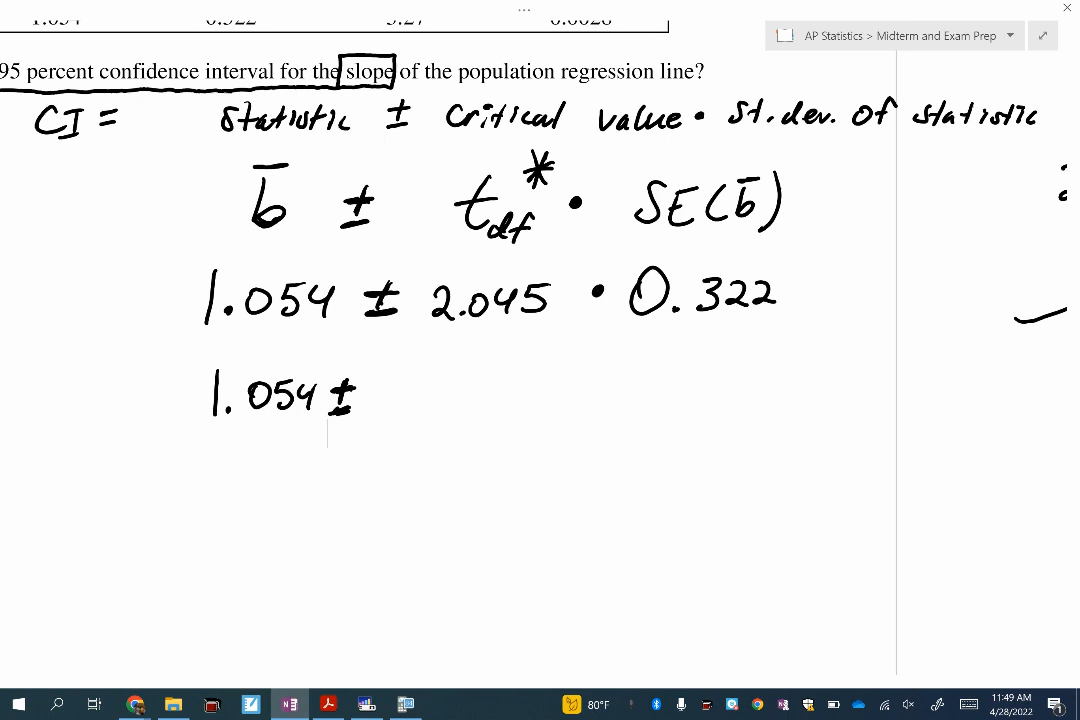 AP Statistics > Midterm and Exam Prep
95 percent confidence interval for the slope of the population regression line?
CI = statistic ± critical value • st.dev. of statistic
b̅ ± t*df • SE(b̅)
1.054 ± 2.045 • 0.322
1.054 ±
80°F
11:49 AM
4/28/2022